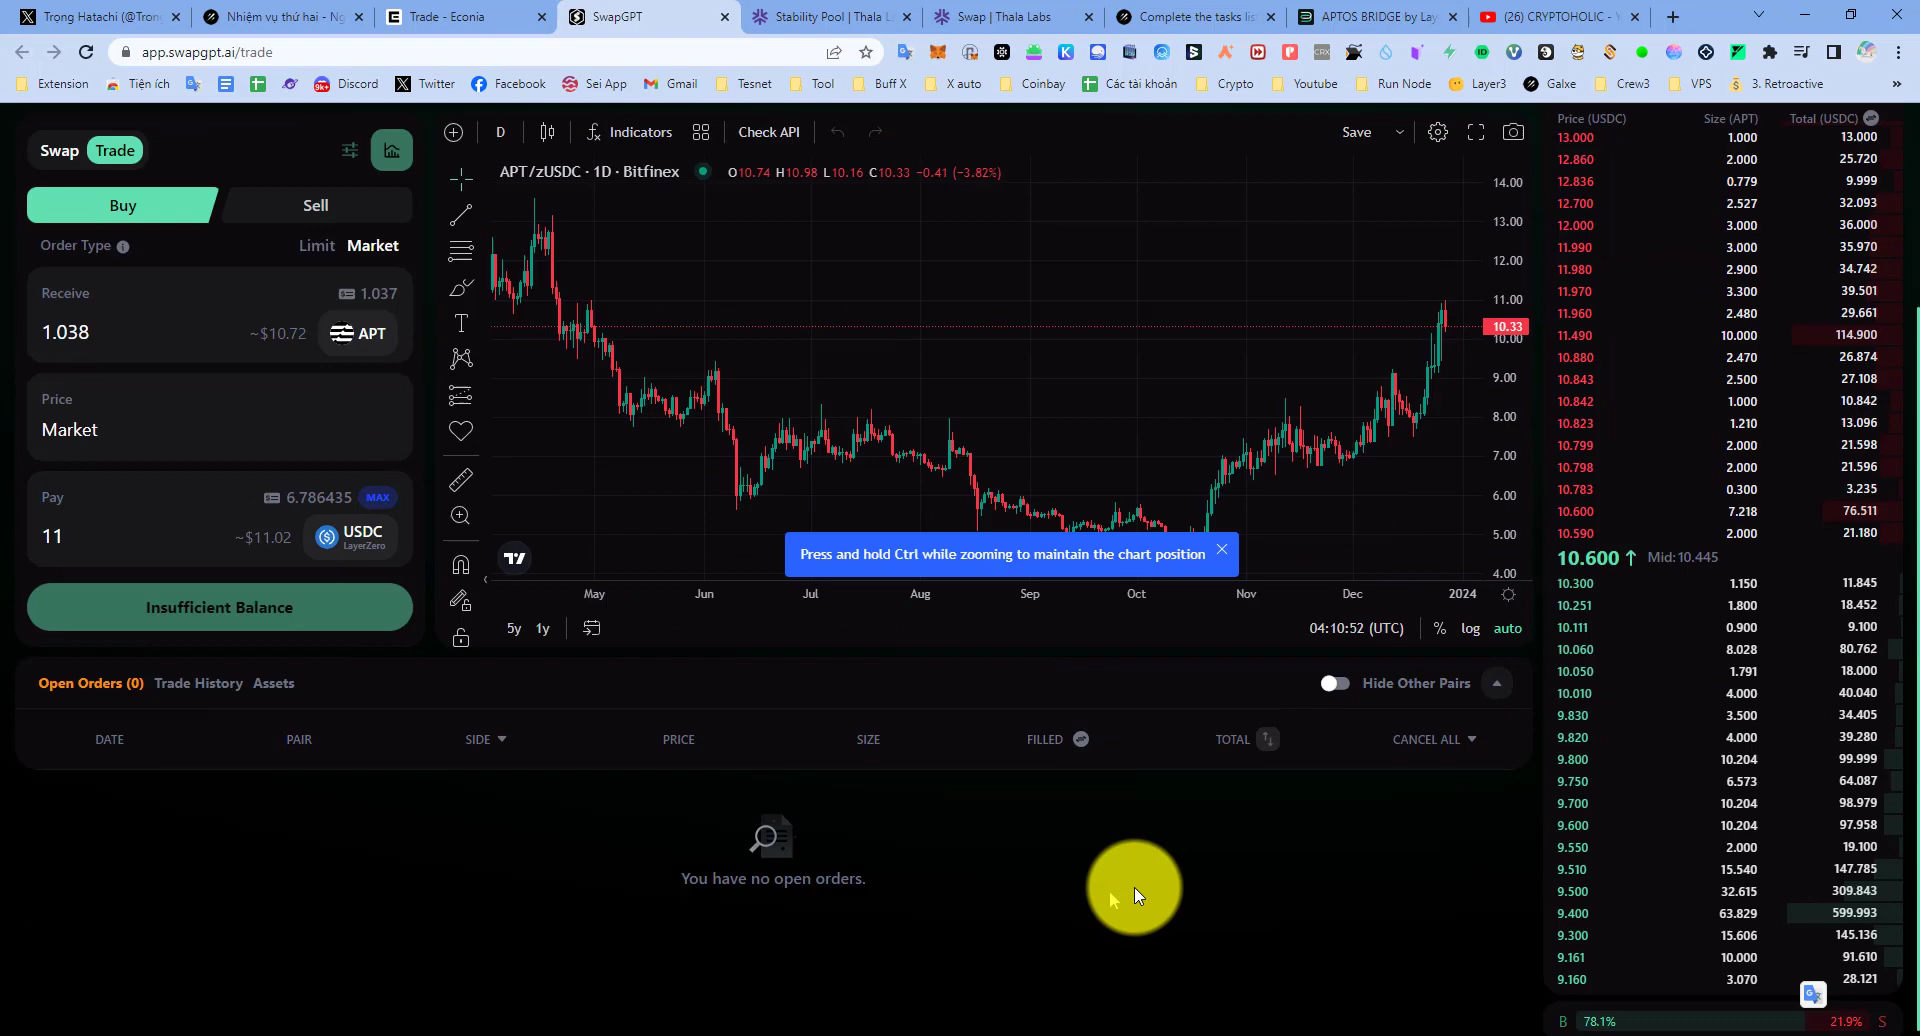 Trọng Hatachi (@Tron
Nhiệm vụ thứ hai - Ng
Trade - Econia
SwapGPT
Stability Pool | Thala L
Swap | Thala Labs
Complete the tasks lis
APTOS BRIDGE by Lay
(26) CRYPTOHOLIC - Y
app.swapgpt.ai/trade
Extension
Tiện ích
9k+
Discord
Twitter
Facebook
Sei App
Gmail
Tesnet
Tool
Buff X
X auto
Coinbay
Các tài khoản
Crypto
Youtube
Run Node
Layer3
Galxe
Crew3
VPS
3. Retroactive
»
Swap
Trade
Buy
Sell
Order Type
Limit
Market
Receive
1.037
1.038
~$10.72
APT
Price
Market
Pay
6.786435
MAX
11
~$11.02
USDC
LayerZero
Insufficient Balance
D
Indicators
Check API
Save
APT/zUSDC · 1D · Bitfinex
O10.74 H10.98 L10.16 C10.33 −0.41 (−3.82%)
14.00
13.00
12.00
11.00
10.33
10.00
9.00
8.00
7.00
6.00
5.00
4.00
Press and hold Ctrl while zooming to maintain the chart position
May
Jun
Jul
Aug
Sep
Oct
Nov
Dec
2024
5y
1y
04:10:52 (UTC)
%
log
auto
Open Orders (0)
Trade History
Assets
Hide Other Pairs
DATE
PAIR
SIDE
PRICE
SIZE
FILLED
TOTAL
CANCEL ALL
You have no open orders.
Price (USDC) Size (APT) Total (USDC)
13.000 1.000 13.000
12.860 2.000 25.720
12.836 0.779 9.999
12.700 2.527 32.093
12.000 3.000 36.000
11.990 3.000 35.970
11.980 2.900 34.742
11.970 3.300 39.501
11.960 2.480 29.661
11.490 10.000 114.900
10.880 2.470 26.874
10.843 2.500 27.108
10.842 1.000 10.842
10.823 1.210 13.096
10.799 2.000 21.598
10.798 2.000 21.596
10.783 0.300 3.235
10.600 7.218 76.511
10.590 2.000 21.180
10.600 ↑ Mid:10.445
10.300 1.150 11.845
10.251 1.800 18.452
10.111 0.900 9.100
10.060 8.028 80.762
10.050 1.791 18.000
10.010 4.000 40.040
9.830 3.500 34.405
9.820 4.000 39.280
9.800 10.204 99.999
9.750 6.573 64.087
9.700 10.204 98.979
9.600 10.204 97.958
9.550 2.000 19.100
9.510 15.540 147.785
9.500 32.615 309.843
9.400 63.829 599.993
9.300 15.606 145.136
9.161 10.000 91.610
9.160 3.070 28.121
B 78.1% 21.9% S